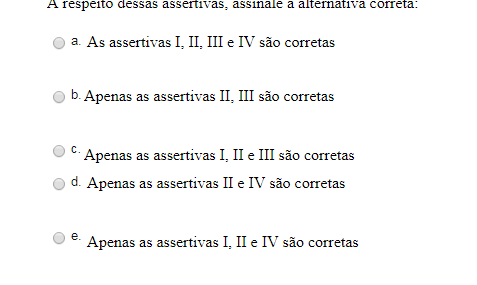 A respeito dessas assertivas, assinale a alternativa correta:
a. As assertivas I, II, III e IV são corretas
b. Apenas as assertivas II, III são corretas
c. Apenas as assertivas I, II e III são corretas
d. Apenas as assertivas II e IV são corretas
e. Apenas as assertivas I, II e IV são corretas